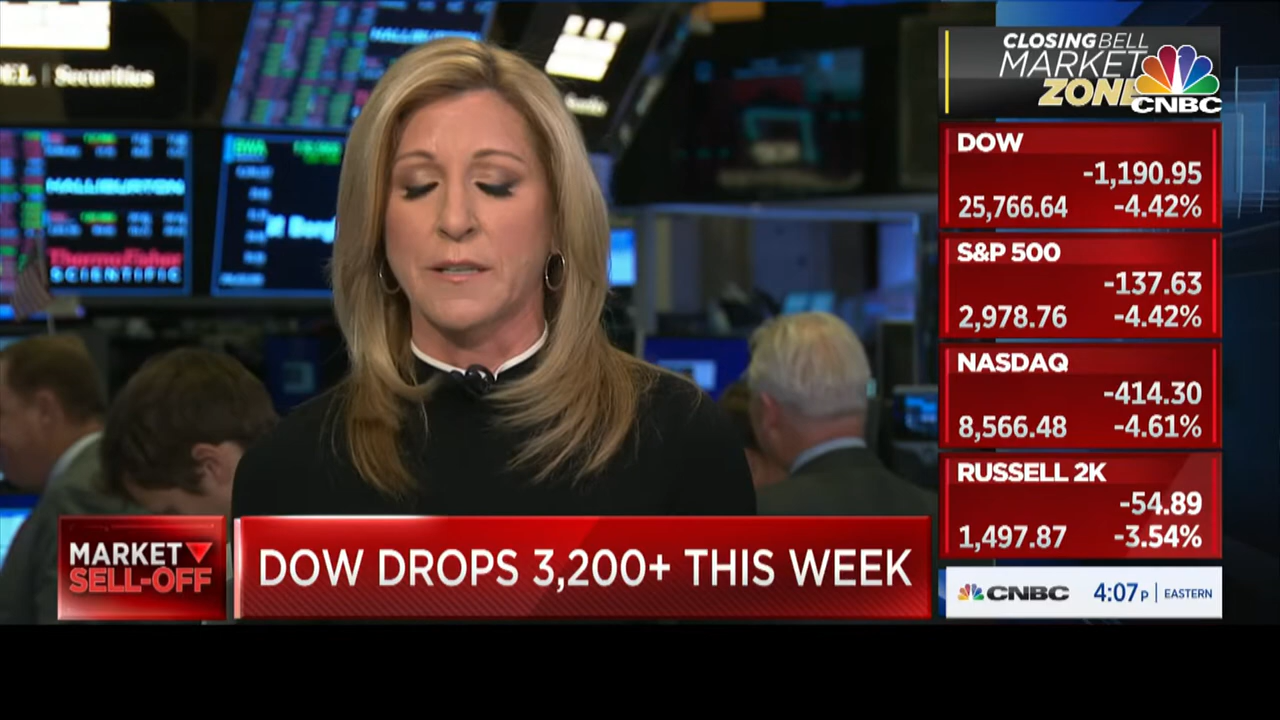 Securities
HALLIBURTON
HALLIBURTON
ThermoFisher
SCIENTIFIC
CLOSING BELL
MARKET
ZONE
CNBC
DOW
-1,190.95
25,766.64 -4.42%
S&P 500
-137.63
2,978.76 -4.42%
NASDAQ
-414.30
8,566.48 -4.61%
RUSSELL 2K
-54.89
1,497.87 -3.54%
MARKET
SELL-OFF
DOW DROPS 3,200+ THIS WEEK
CNBC 4:07P EASTERN